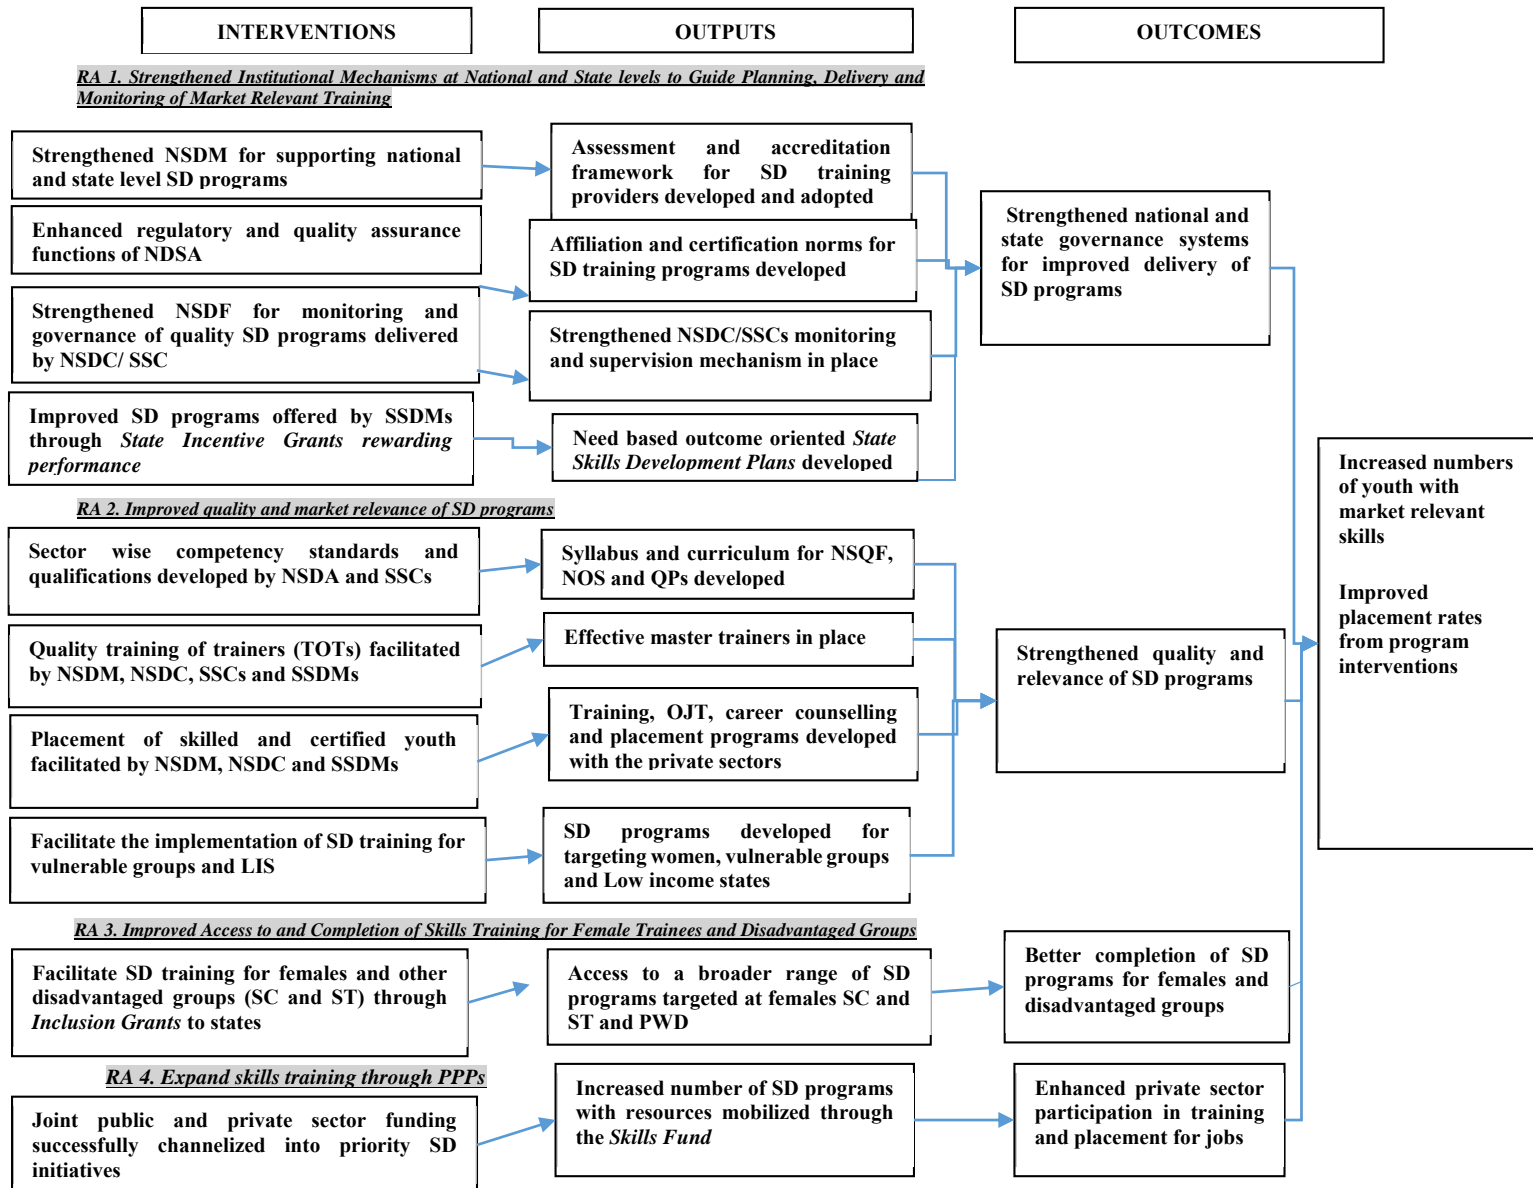 INTERVENTIONS
OUTPUTS
OUTCOMES
RA 1. Strengthened Institutional Mechanisms at National and State levels to Guide Planning, Delivery and
Monitoring of Market Relevant Training
Strengthened NSDM for supporting national
and state level SD programs
Assessment and accreditation
framework for SD training
providers developed and adopted
Enhanced regulatory and quality assurance
functions of NDSA
Affiliation and certification norms for
SD training programs developed
Strengthened NSDF for monitoring and
governance of quality SD programs delivered
by NSDC/ SSC
Strengthened NSDC/SSCs monitoring
and supervision mechanism in place
Improved SD programs offered by SSDMs
through State Incentive Grants rewarding
performance
Need based outcome oriented State
Skills Development Plans developed
Strengthened national and
state governance systems
for improved delivery of
SD programs
RA 2. Improved quality and market relevance of SD programs
Sector wise competency standards and
qualifications developed by NSDA and SSCs
Syllabus and curriculum for NSQF,
NOS and QPs developed
Quality training of trainers (TOTs) facilitated
by NSDM, NSDC, SSCs and SSDMs
Effective master trainers in place
Placement of skilled and certified youth
facilitated by NSDM, NSDC and SSDMs
Training, OJT, career counselling
and placement programs developed
with the private sectors
Facilitate the implementation of SD training for
vulnerable groups and LIS
SD programs developed for
targeting women, vulnerable groups
and Low income states
Strengthened quality and
relevance of SD programs
Increased numbers
of youth with
market relevant
skills
Improved
placement rates
from program
interventions
RA 3. Improved Access to and Completion of Skills Training for Female Trainees and Disadvantaged Groups
Facilitate SD training for females and other
disadvantaged groups (SC and ST) through
Inclusion Grants to states
Access to a broader range of SD
programs targeted at females SC and
ST and PWD
Better completion of SD
programs for females and
disadvantaged groups
RA 4. Expand skills training through PPPs
Joint public and private sector funding
successfully channelized into priority SD
initiatives
Increased number of SD programs
with resources mobilized through
the Skills Fund
Enhanced private sector
participation in training
and placement for jobs